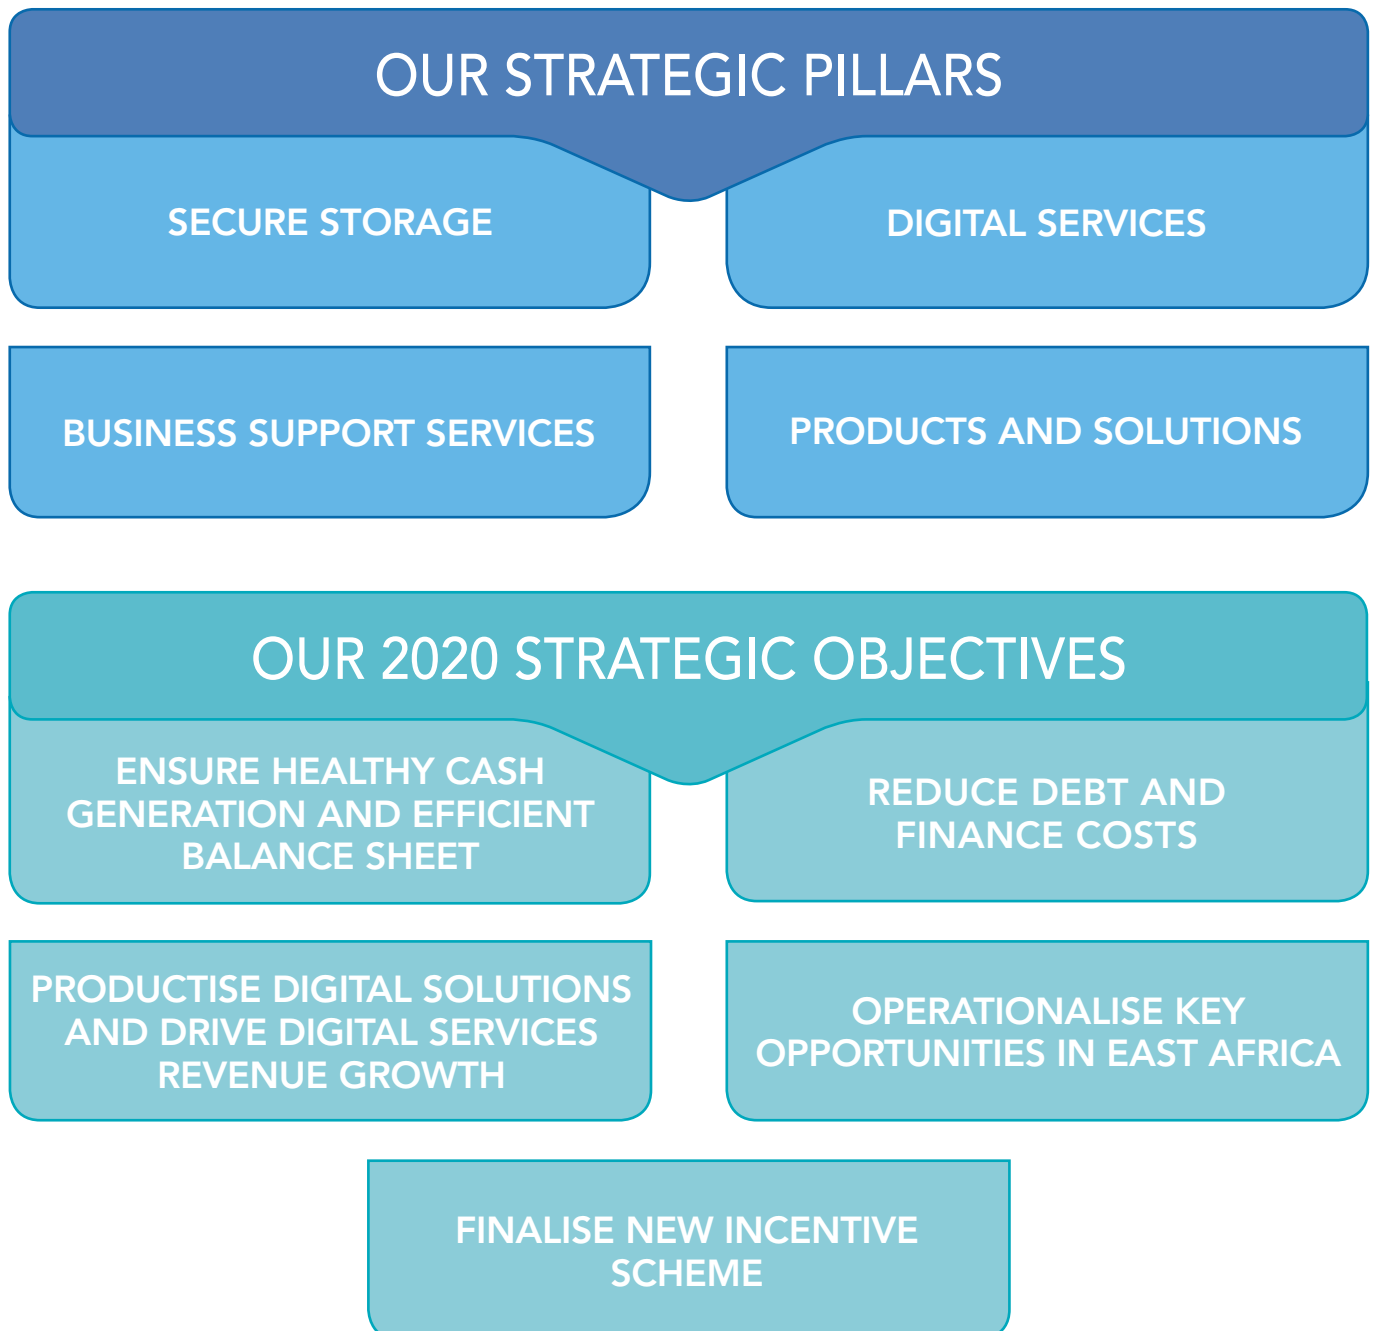 OUR STRATEGIC PILLARS
SECURE STORAGE
DIGITAL SERVICES
BUSINESS SUPPORT SERVICES
PRODUCTS AND SOLUTIONS
OUR 2020 STRATEGIC OBJECTIVES
ENSURE HEALTHY CASH
GENERATION AND EFFICIENT
BALANCE SHEET
REDUCE DEBT AND
FINANCE COSTS
PRODUCTISE DIGITAL SOLUTIONS
AND DRIVE DIGITAL SERVICES
REVENUE GROWTH
OPERATIONALISE KEY
OPPORTUNITIES IN EAST AFRICA
FINALISE NEW INCENTIVE
SCHEME